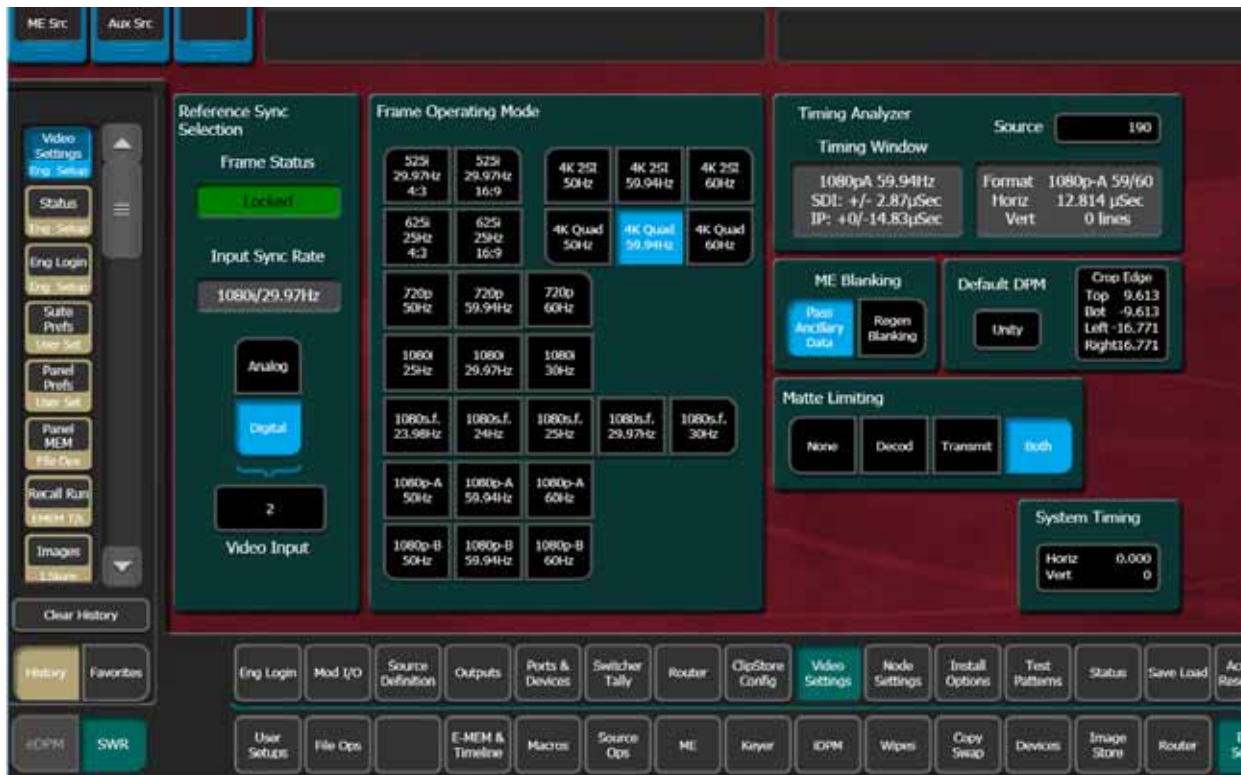 ME Src
Aux Src
Video
Settings
Eng Setup
Status
Eng Setup
Eng Login
Eng Setup
Suite
Prefs
User Set
Panel
Prefs
User Set
Panel
MEM
File Ops
Recall Run
EMEM T/L
Images
I.Store
Clear History
History
Favorites
eDPM
SWR
Reference Sync
Selection
Frame Status
Locked
Input Sync Rate
1080i/29.97Hz
Analog
Digital
2
Video Input
Frame Operating Mode
525i
29.97Hz
4:3
525i
29.97Hz
16:9
4K 2SI
50Hz
4K 2SI
59.94Hz
4K 2SI
60Hz
625i
25Hz
4:3
625i
25Hz
16:9
4K Quad
50Hz
4K Quad
59.94Hz
4K Quad
60Hz
720p
50Hz
720p
59.94Hz
720p
60Hz
1080i
25Hz
1080i
29.97Hz
1080i
30Hz
1080s.f.
23.98Hz
1080s.f.
24Hz
1080s.f.
25Hz
1080s.f.
29.97Hz
1080s.f.
30Hz
1080p-A
50Hz
1080p-A
59.94Hz
1080p-A
60Hz
1080p-B
50Hz
1080p-B
59.94Hz
1080p-B
60Hz
Timing Analyzer
Source 190
Timing Window
1080pA 59.94Hz
SDI: +/- 2.87µSec
IP: +0/-14.83µSec
Format 1080p-A 59/60
Horiz 12.814 µSec
Vert 0 lines
ME Blanking
Pass
Ancillary
Data
Regen
Blanking
Default DPM
Unity
Crop Edge
Top 9.613
Bot -9.613
Left -16.771
Right16.771
Matte Limiting
None
Decod
Transmit
Both
System Timing
Horiz 0.000
Vert 0
Eng Login
Mod I/O
Source
Definition
Outputs
Ports &
Devices
Switcher
Tally
Router
ClipStore
Config
Video
Settings
Node
Settings
Install
Options
Test
Patterns
Status
Save Load
User
Setups
File Ops
E-MEM &
Timeline
Macros
Source
Ops
ME
Keyer
iDPM
Wipes
Copy
Swap
Devices
Image
Store
Router